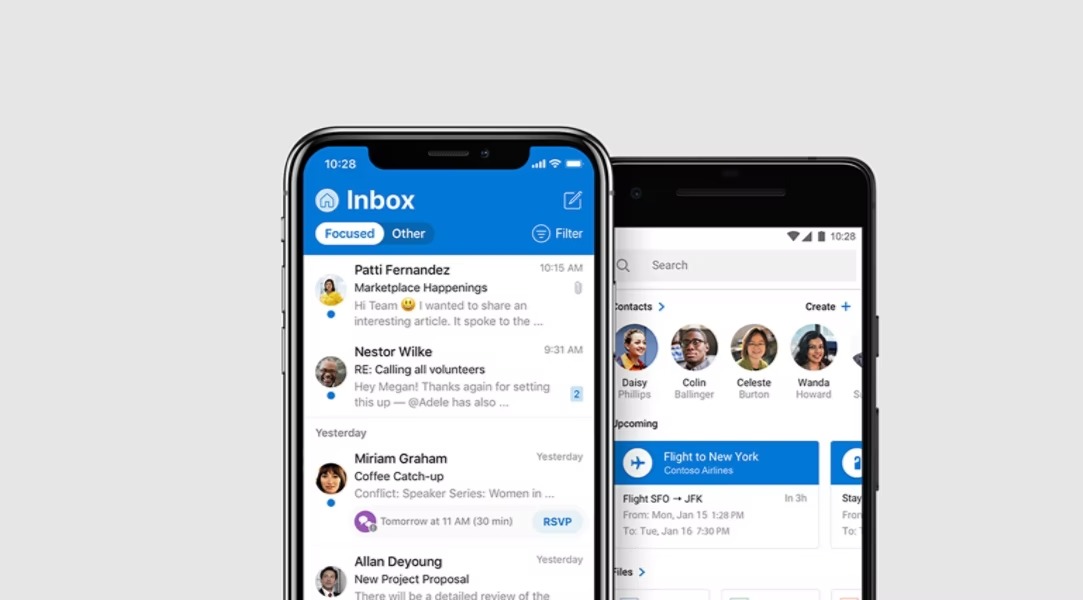 10:28
Inbox
Focused Other Filter
Patti Fernandez 10:15 AM
Marketplace Happenings
Hi Team 😃 I wanted to share an
interesting article. It spoke to the ...
Nestor Wilke 9:31 AM
RE: Calling all volunteers
Hey Megan! Thanks again for setting
this up — @Adele has also ... 2
Yesterday
Miriam Graham Yesterday
Coffee Catch-up
Conflict: Speaker Series: Women in ...
Tomorrow at 11 AM (30 min) RSVP
Allan Deyoung Yesterday
New Project Proposal
There will be a detailed review of the
10:28
Search
Contacts > Create +
Daisy Colin Celeste Wanda
Phillips Ballinger Burton Howard
Upcoming
Flight to New York
Contoso Airlines
Flight SFO → JFK In 3h
From: Mon, Jan 15 1:28 PM
To: Tue, Jan 16 7:30 PM
Stay
From
To:
Files >